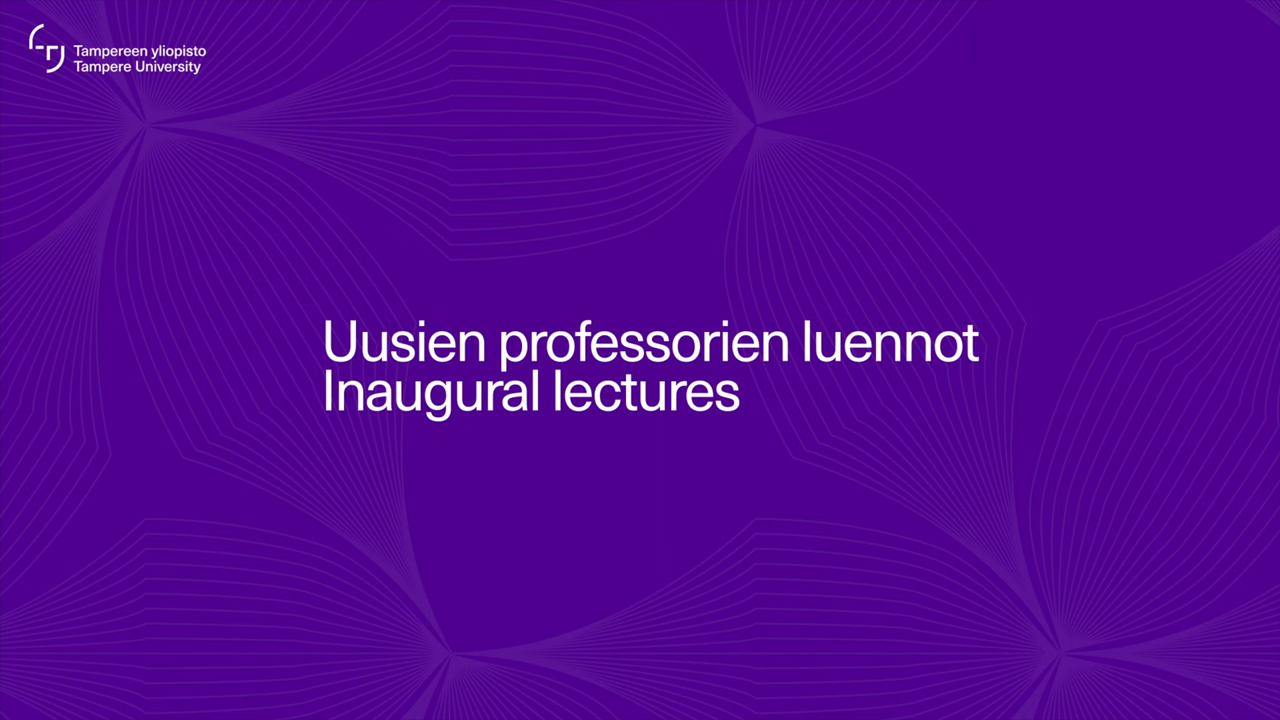 Tampereen yliopisto
Tampere University
Uusien professorien luennot
Inaugural lectures